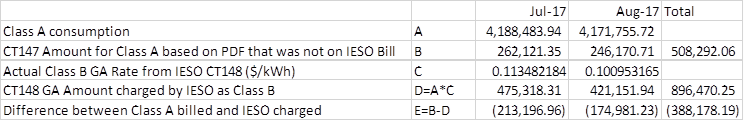 Jul-17 Aug-17 Total
Class A consumption A 4,188,483.94 4,171,755.72
CT147 Amount for Class A based on PDF that was not on IESO Bill B 262,121.35 246,170.71 508,292.06
Actual Class B GA Rate from IESO CT148 ($/kWh) C 0.113482184 0.100953165
CT148 GA Amount charged by IESO as Class B D=A*C 475,318.31 421,151.94 896,470.25
Difference between Class A billed and IESO charged E=B-D (213,196.96) (174,981.23) (388,178.19)